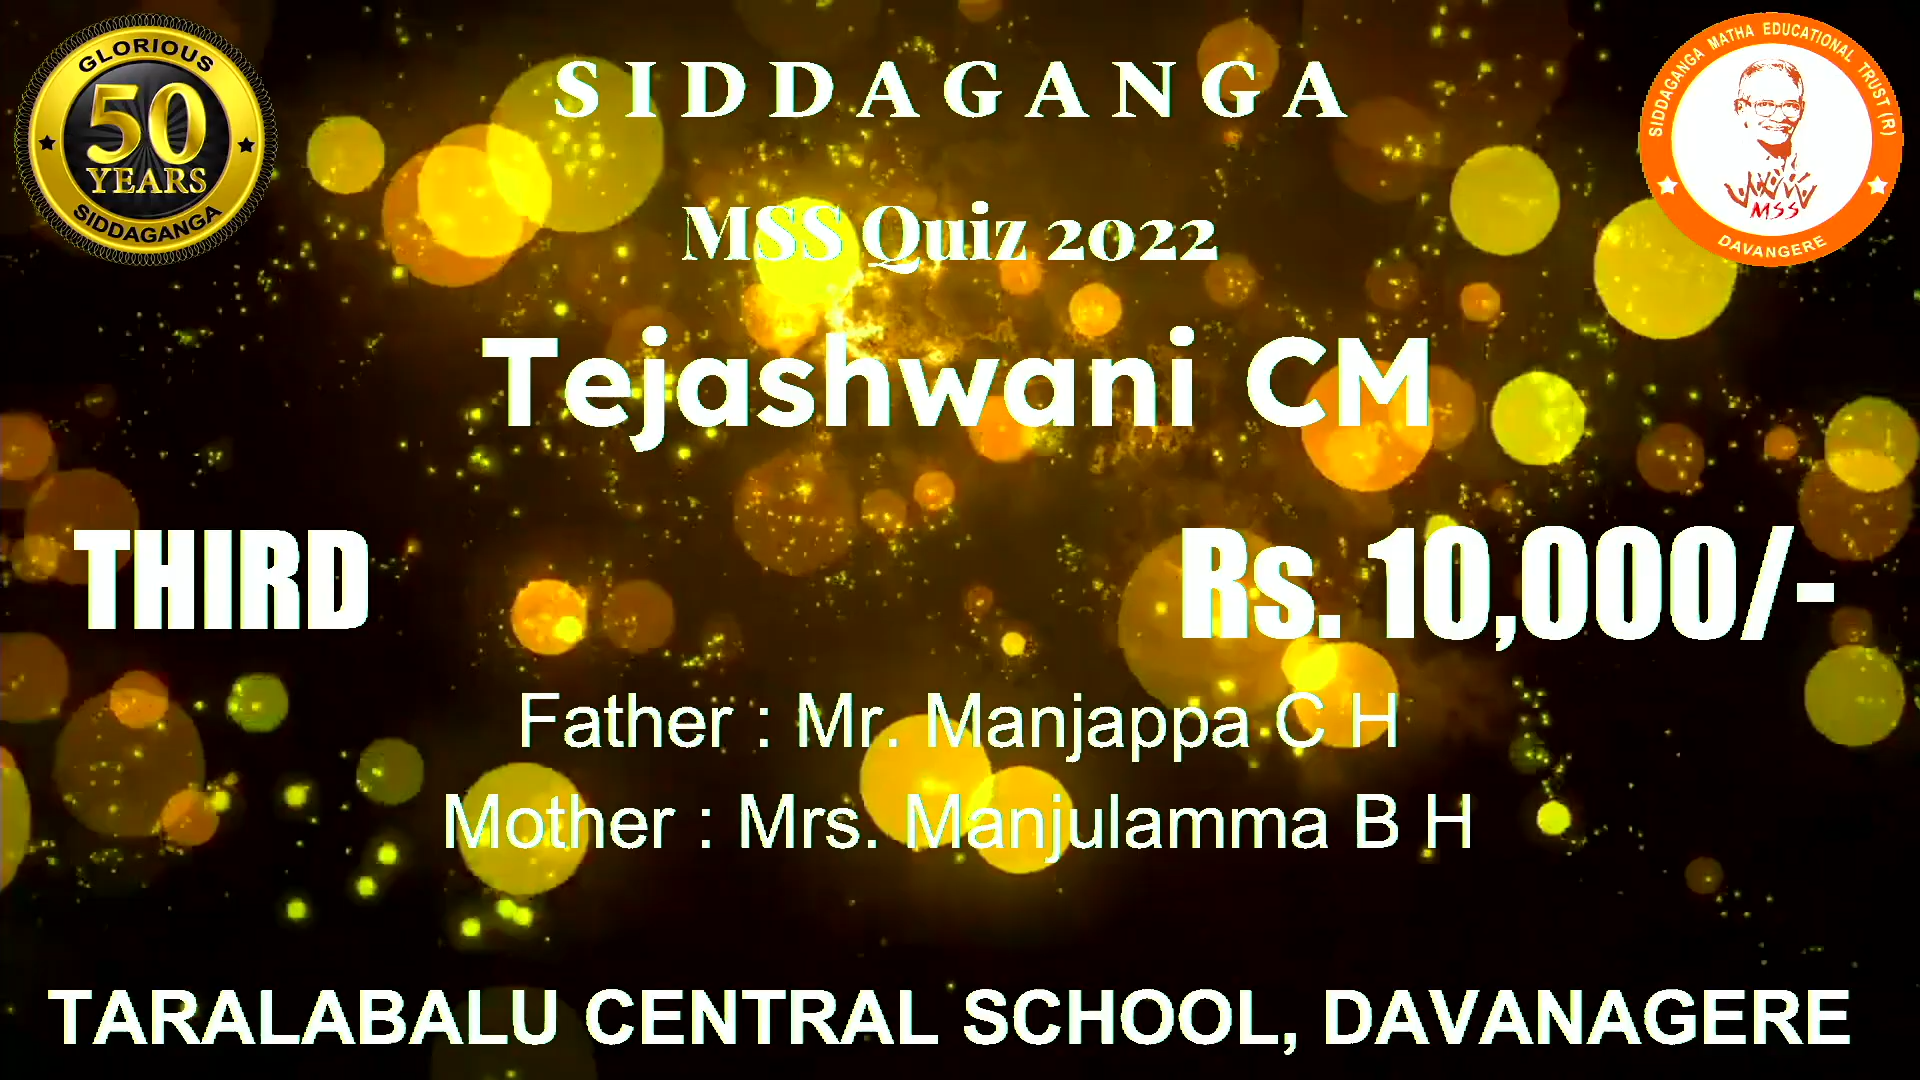 GLORIOUS
50
YEARS
SIDDAGANGA
SIDDAGANGA
SIDDAGANGA MATHA EDUCATIONAL TRUST (R)
MSS
DAVANGERE
MSS Quiz 2022
Tejashwani CM
THIRD
Rs. 10,000/-
Father : Mr. Manjappa C H
Mother : Mrs. Manjulamma B H
TARALABALU CENTRAL SCHOOL, DAVANAGERE